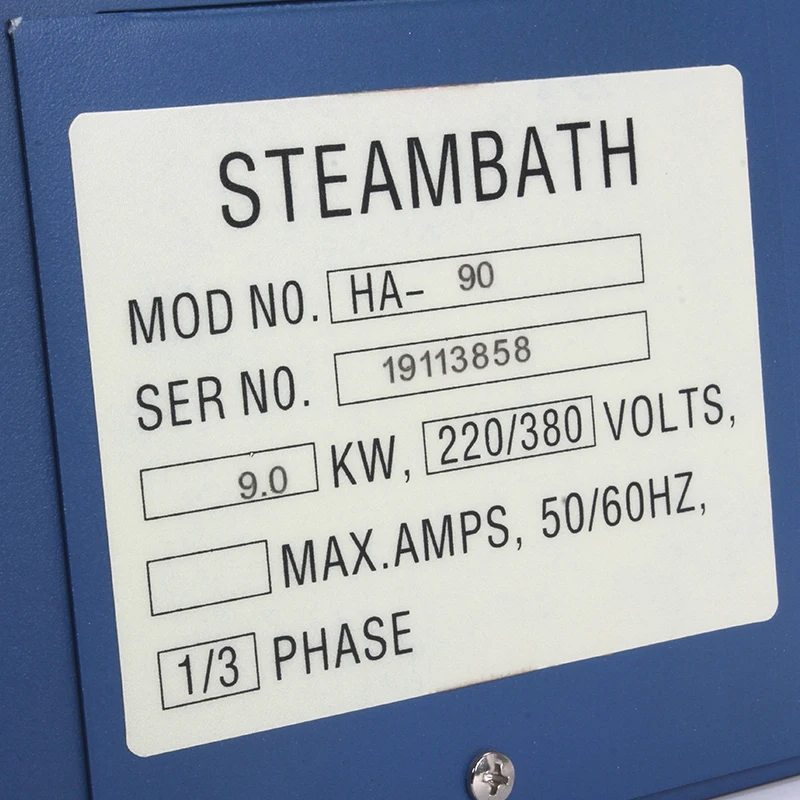 STEAMBATH
MOD NO. HA- 90
SER NO. 19113858
9.0 KW, 220/380 VOLTS,
MAX.AMPS, 50/60HZ,
1/3 PHASE